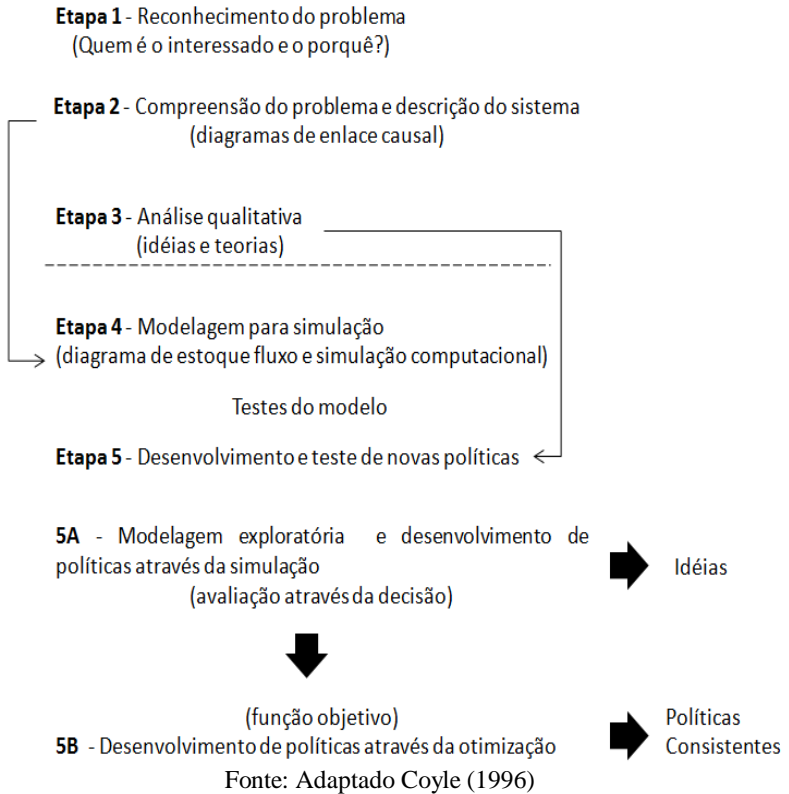 Etapa 1 - Reconhecimento do problema
(Quem é o interessado e o porquê?)
Etapa 2 - Compreensão do problema e descrição do sistema
(diagramas de enlace causal)
Etapa 3 - Análise qualitativa
(idéias e teorias)
Etapa 4 - Modelagem para simulação
(diagrama de estoque fluxo e simulação computacional)
Testes do modelo
Etapa 5 - Desenvolvimento e teste de novas políticas
5A - Modelagem exploratória e desenvolvimento de
políticas através da simulação
(avaliação através da decisão)
Idéias
(função objetivo)
5B - Desenvolvimento de políticas através da otimização
Políticas
Consistentes
Fonte: Adaptado Coyle (1996)